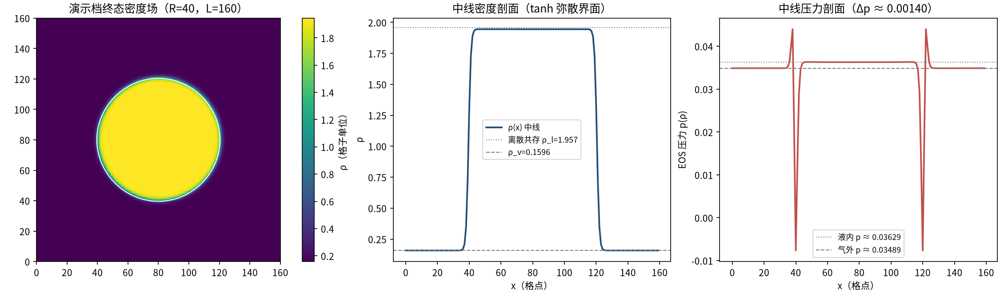 演示档终态密度场（R=40，L=160）
160
140
120
100
80
60
40
20
0
0 20 40 60 80 100 120 140 160
1.8
1.6
1.4
1.2
1.0
0.8
0.6
0.4
0.2
ρ（格子单位）
中线密度剖面（tanh 弥散界面）
2.00
1.75
1.50
1.25
1.00
0.75
0.50
0.25
ρ
ρ(x) 中线
离散共存 ρ_l=1.957
ρ_v=0.1596
0 20 40 60 80 100 120 140 160
x（格点）
中线压力剖面（Δp ≈ 0.00140）
0.04
0.03
0.02
0.01
0.00
-0.01
EOS 压力 p(ρ)
液内 p ≈ 0.03629
气外 p ≈ 0.03489
0 20 40 60 80 100 120 140 160
x（格点）